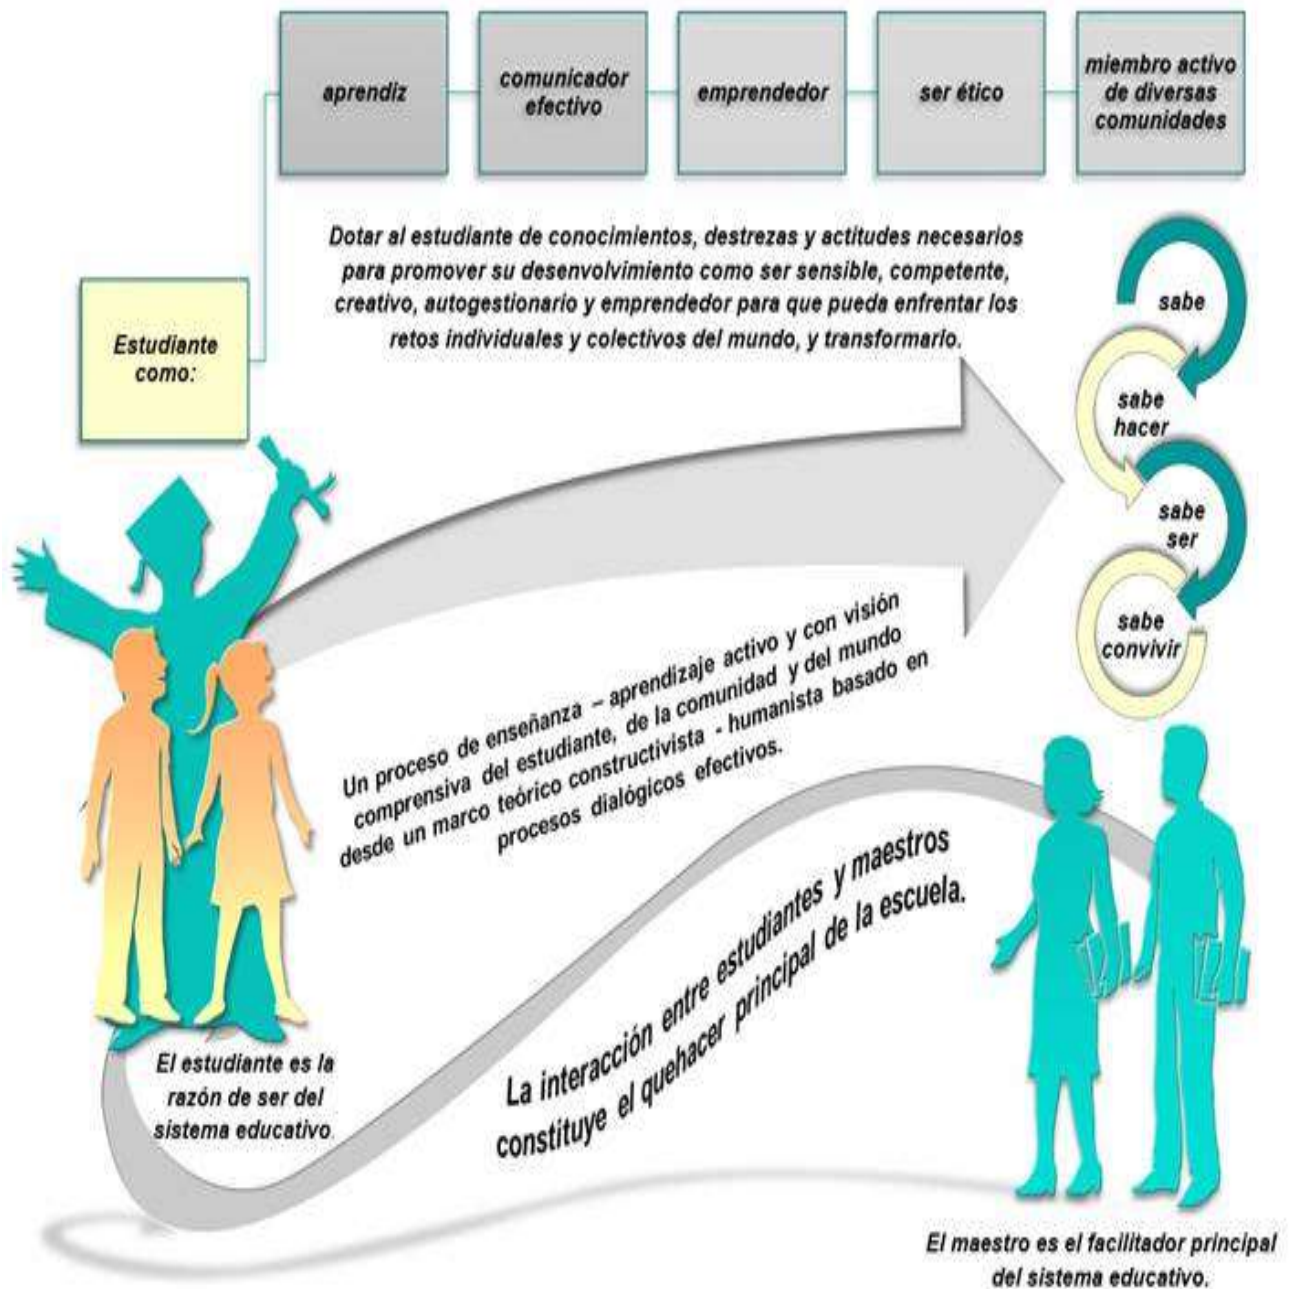 aprendiz
comunicador
efectivo
emprendedor
ser ético
miembro activo
de diversas
comunidades
Dotar al estudiante de conocimientos, destrezas y actitudes necesarios
para promover su desenvolvimiento como ser sensible, competente,
creativo, autogestionario y emprendedor para que pueda enfrentar los
retos individuales y colectivos del mundo, y transformarlo.
Estudiante
como:
sabe
sabe
hacer
sabe
ser
sabe
convivir
Un proceso de enseñanza – aprendizaje activo y con visión
comprensiva del estudiante, de la comunidad y del mundo
desde un marco teórico constructivista - humanista basado en
procesos dialógicos efectivos.
La interacción entre estudiantes y maestros
constituye el quehacer principal de la escuela.
El estudiante es la
razón de ser del
sistema educativo.
El maestro es el facilitador principal
del sistema educativo.